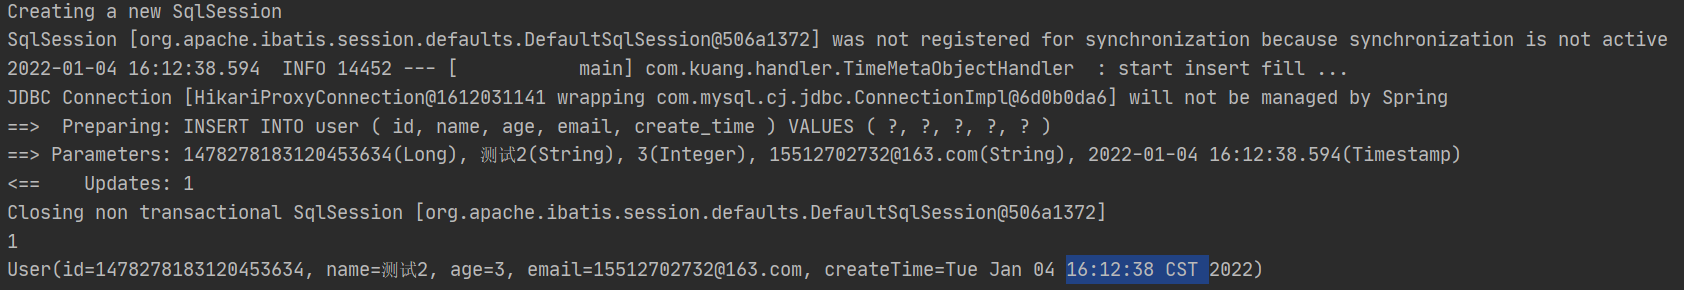 Creating a new SqlSession
SqlSession [org.apache.ibatis.session.defaults.DefaultSqlSession@506a1372] was not registered for synchronization because synchronization is not active
2022-01-04 16:12:38.594  INFO 14452 --- [           main] com.kuang.handler.TimeMetaObjectHandler  : start insert fill ...
JDBC Connection [HikariProxyConnection@1612031141 wrapping com.mysql.cj.jdbc.ConnectionImpl@6d0b0da6] will not be managed by Spring
==>  Preparing: INSERT INTO user ( id, name, age, email, create_time ) VALUES ( ?, ?, ?, ?, ? )
==> Parameters: 1478278183120453634(Long), 测试2(String), 3(Integer), 15512702732@163.com(String), 2022-01-04 16:12:38.594(Timestamp)
<==    Updates: 1
Closing non transactional SqlSession [org.apache.ibatis.session.defaults.DefaultSqlSession@506a1372]
1
User(id=1478278183120453634, name=测试2, age=3, email=15512702732@163.com, createTime=Tue Jan 04 16:12:38 CST 2022)